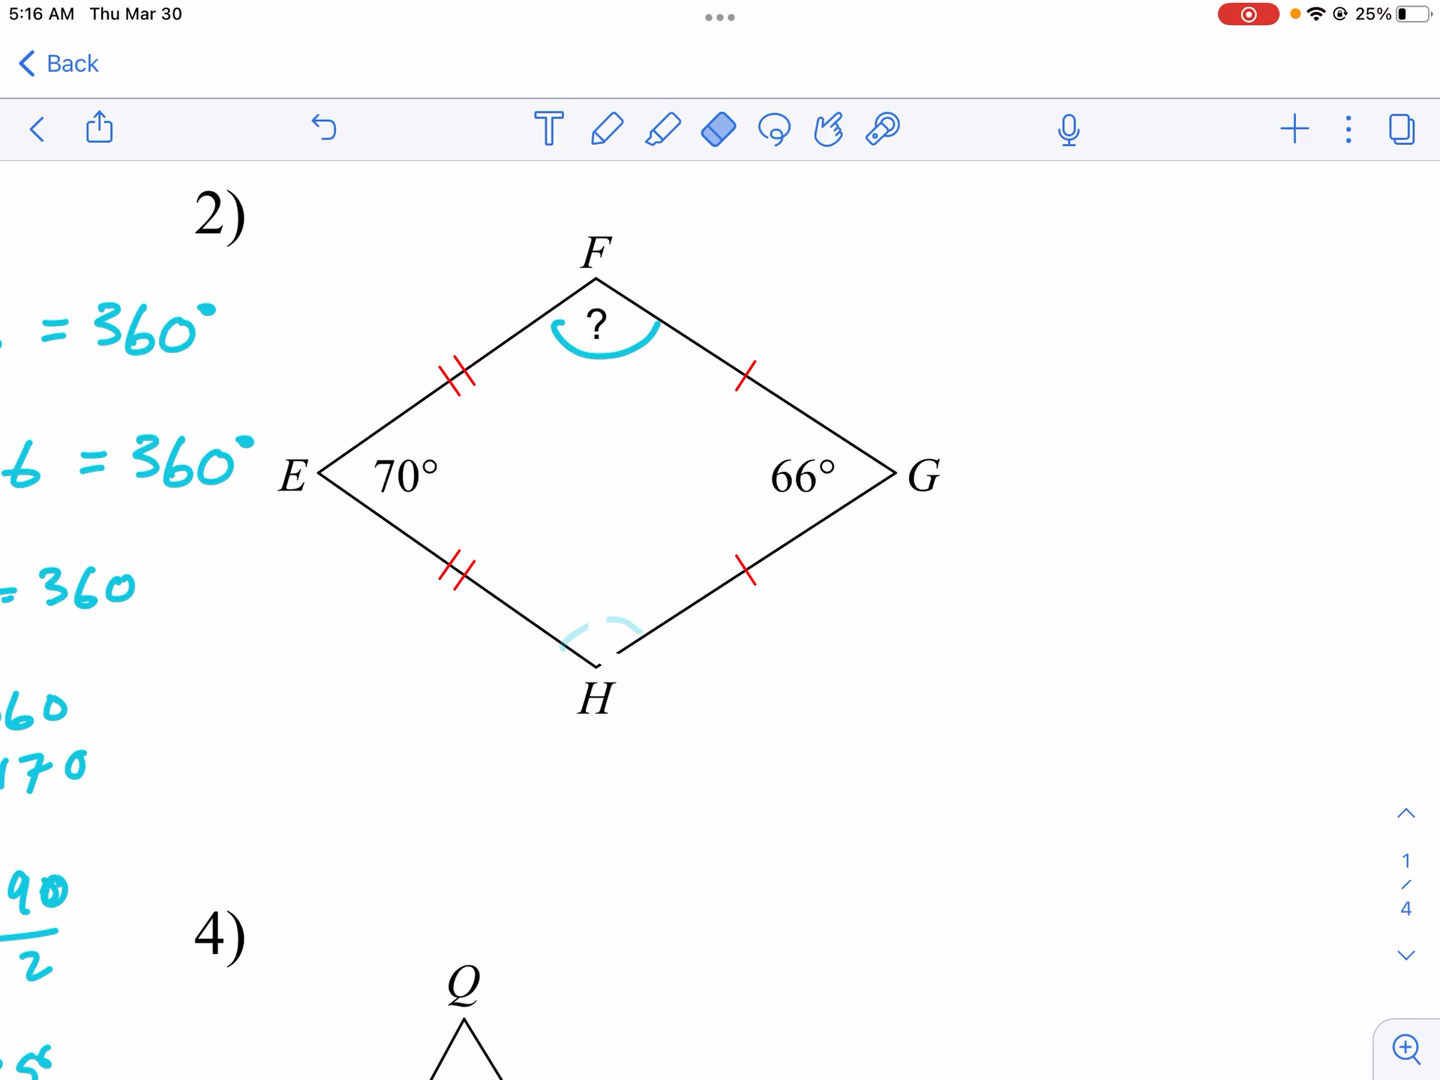 5:16 AM Thu Mar 30
25%
Back
2)
F
?
= 360°
6 = 360°
E 70° 66° G
= 360
60
H
170
1
/
4
90
2
4)
Q